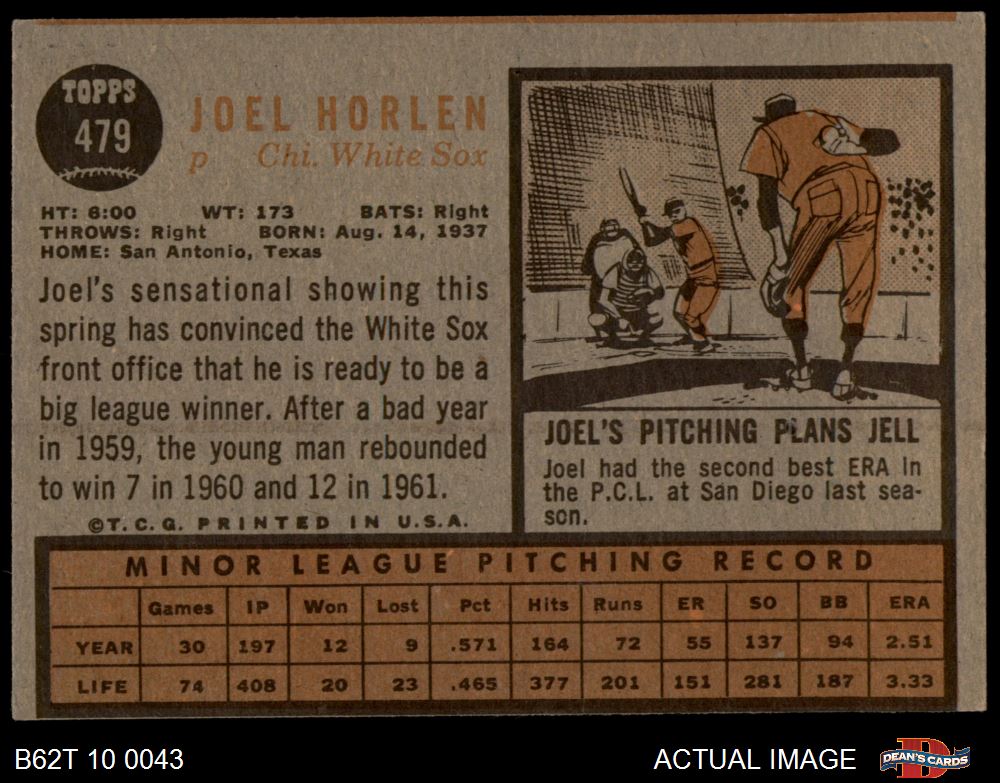 TOPPS
479
JOEL HORLEN
p Chi. White Sox
HT: 6:00 WT: 173 BATS: Right
THROWS: Right BORN: Aug. 14, 1937
HOME: San Antonio, Texas
Joel's sensational showing this
spring has convinced the White Sox
front office that he is ready to be a
big league winner. After a bad year
in 1959, the young man rebounded
to win 7 in 1960 and 12 in 1961.
©T.C.G. PRINTED IN U.S.A.
JOEL'S PITCHING PLANS JELL
Joel had the second best ERA in
the P.C.L. at San Diego last sea-
son.
MINOR LEAGUE PITCHING RECORD
Games IP Won Lost Pct Hits Runs ER SO BB ERA
YEAR 30 197 12 9 .571 164 72 55 137 94 2.51
LIFE 74 408 20 23 .465 377 201 151 281 187 3.33
B62T 10 0043 ACTUAL IMAGE DEAN'S CARDS